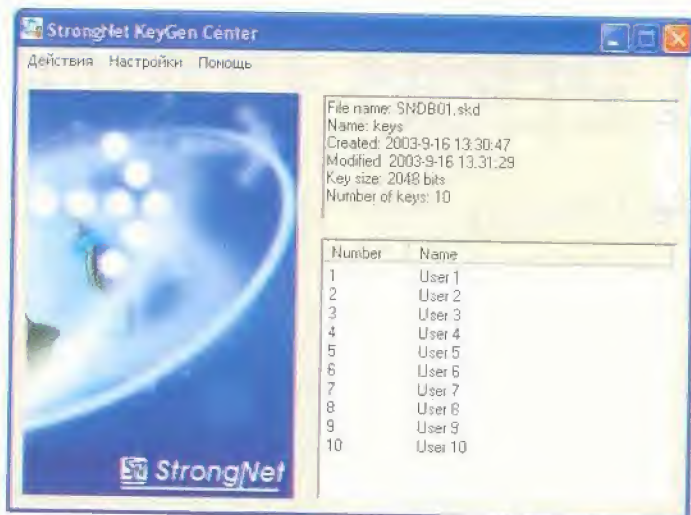 StrongNet KeyGen Center
Действия Настройки Помощь
File name: SNDB01.skd
Name: keys
Created: 2003-9-16 13:30:47
Modified 2003-9-16 13:31:29
Key size: 2048 bits
Number of keys: 10
Number Name
1 User 1
2 User 2
3 User 3
4 User 4
5 User 5
6 User 6
7 User 7
8 User 8
9 User 9
10 User 10
StrongNet